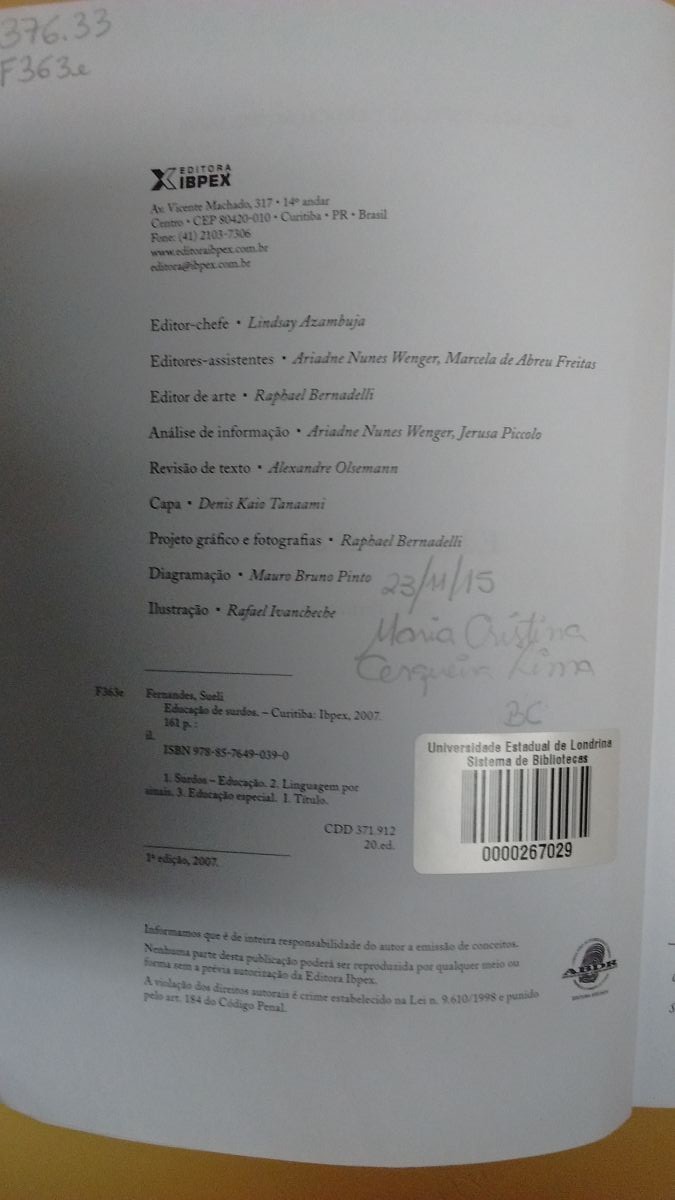 376.33
F363e
EDITORA
IBPEX
Av. Vicente Machado, 317 • 14º andar
Centro • CEP 80420-010 • Curitiba • PR • Brasil
Fone: (41) 2103-7306
www.editoraibpex.com.br
editora@ibpex.com.br
Editor-chefe • Lindsay Azambuja
Editores-assistentes • Ariadne Nunes Wenger, Marcela de Abreu Freitas
Editor de arte • Raphael Bernadelli
Análise de informação • Ariadne Nunes Wenger, Jerusa Piccolo
Revisão de texto • Alexandre Olsemann
Capa • Denis Kaio Tanaami
Projeto gráfico e fotografias • Raphael Bernadelli
Diagramação • Mauro Bruno Pinto
Ilustração • Rafael Ivancheche
23/11/15
Maria Cristina
Cerqueira Lima
BC
F363e Fernandes, Sueli
Educação de surdos. – Curitiba: Ibpex, 2007.
161 p. :
il.
ISBN 978-85-7649-039-0
1. Surdos – Educação. 2. Linguagem por
sinais. 3. Educação especial. I. Título.
CDD 371.912
20.ed.
1ª edição, 2007.
Universidade Estadual de Londrina
Sistema de Bibliotecas
0000267029
Informamos que é de inteira responsabilidade do autor a emissão de conceitos.
Nenhuma parte desta publicação poderá ser reproduzida por qualquer meio ou
forma sem a prévia autorização da Editora Ibpex.
A violação dos direitos autorais é crime estabelecido na Lei n. 9.610/1998 e punido
pelo art. 184 do Código Penal.
ABDR